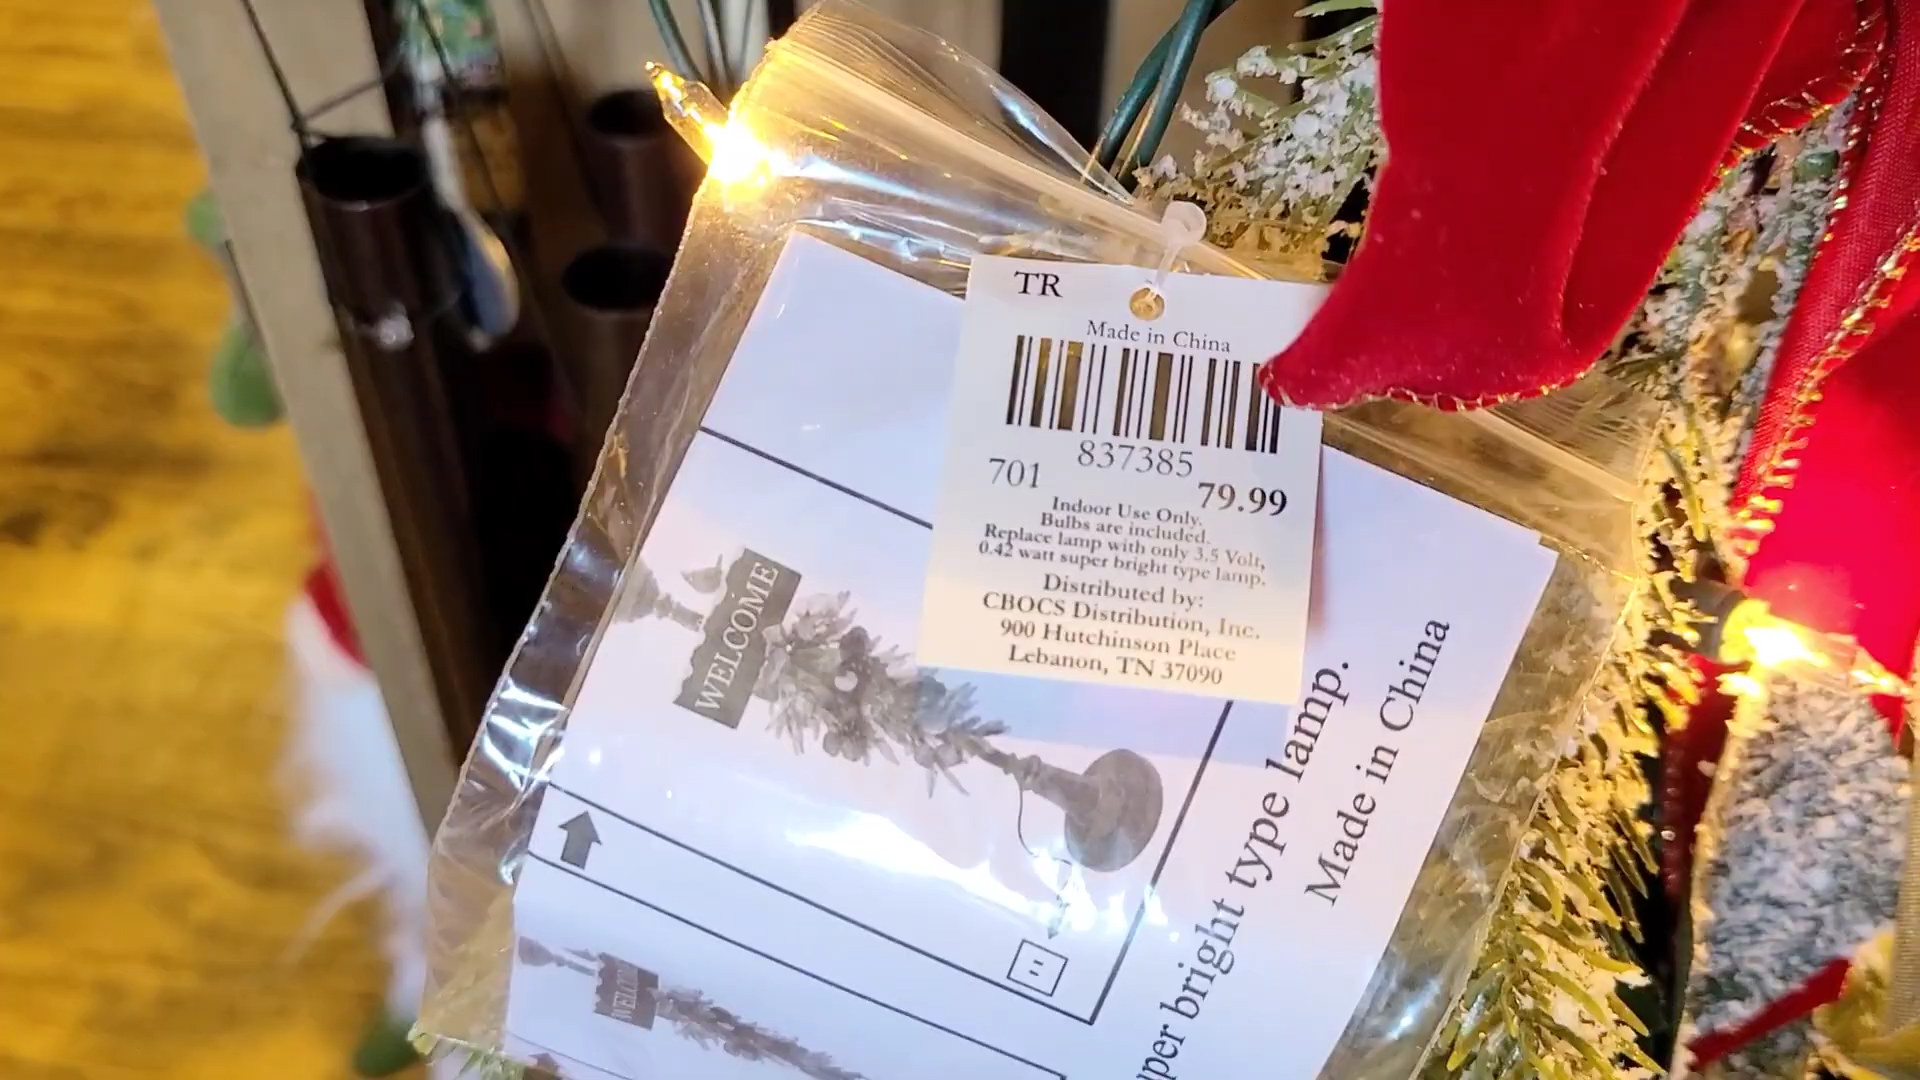 TR
Made in China
837385
701
79.99
Indoor Use Only.
Bulbs are included.
Replace lamp with only 3.5 Volt,
0.42 watt super bright type lamp.
Distributed by:
CBOCS Distribution, Inc.
900 Hutchinson Place
Lebanon, TN 37090
WELCOME
bright type lamp.
Made in China
WELCOME